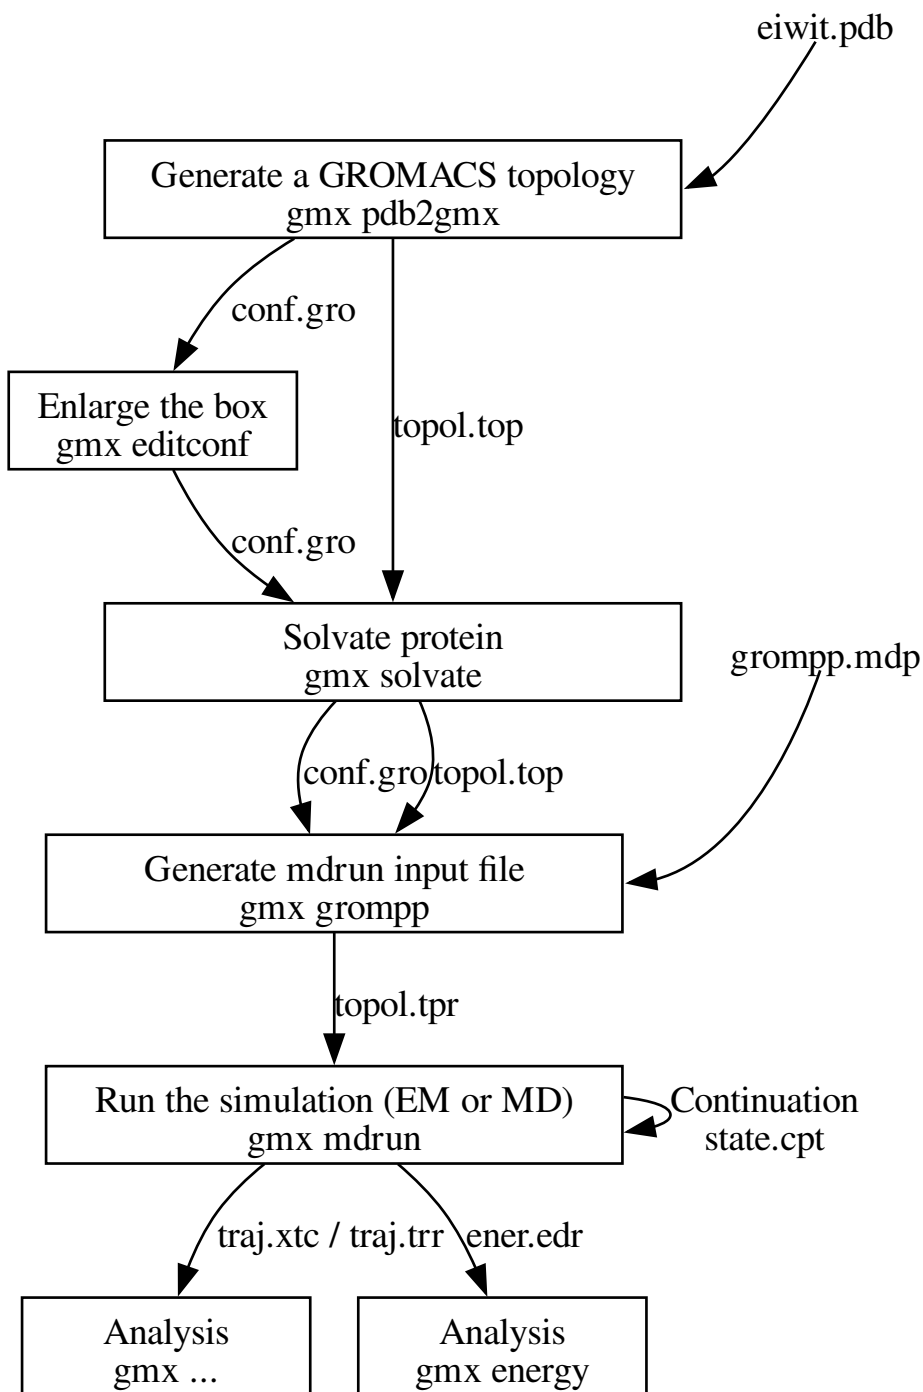 eiwit.pdb
Generate a GROMACS topology
gmx pdb2gmx
conf.gro
Enlarge the box
gmx editconf
topol.top
conf.gro
Solvate protein
gmx solvate
grompp.mdp
conf.gro
topol.top
Generate mdrun input file
gmx grompp
topol.tpr
Run the simulation (EM or MD)
gmx mdrun
Continuation
state.cpt
traj.xtc / traj.trr
ener.edr
Analysis
gmx ...
Analysis
gmx energy